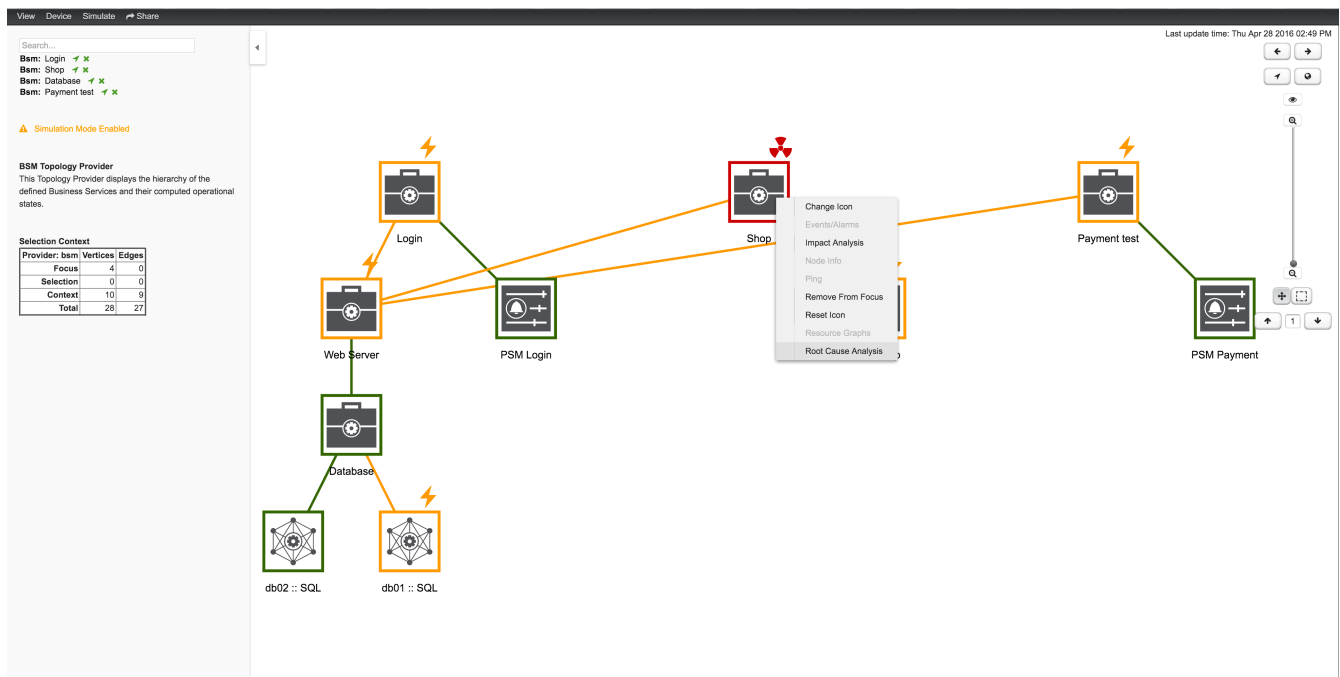 View Device Simulate Share
Last update time: Thu Apr 28 2016 02:49 PM
Search...
Bsm: Login
Bsm: Shop
Bsm: Database
Bsm: Payment test
Simulation Mode Enabled
BSM Topology Provider
This Topology Provider displays the hierarchy of the
defined Business Services and their computed operational
states.
Selection Context
Provider: bsm Vertices Edges
Focus 4 0
Selection 0 0
Context 10 9
Total 28 27
Login
Shop
Payment test
Change Icon
Events/Alarms
Impact Analysis
Node Info
Ping
Remove From Focus
Reset Icon
Resource Graphs
Root Cause Analysis
1
Web Server
PSM Login
PSM Payment
Database
db02 :: SQL
db01 :: SQL